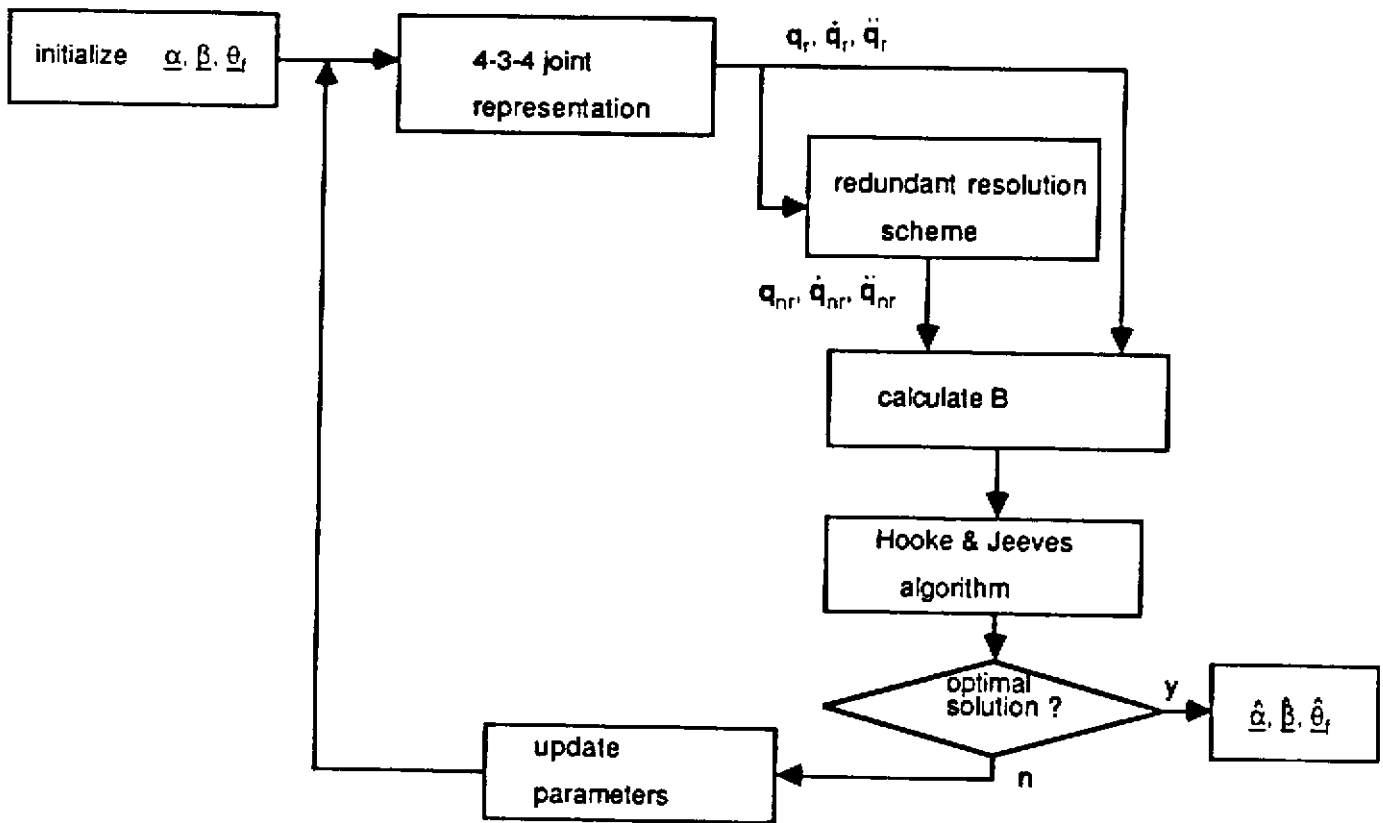 initialize α, β, θf
4-3-4 joint
representation
qr, q̇r, q̈r
redundant resolution
scheme
qnr, q̇nr, q̈nr
calculate B
Hooke & Jeeves
algorithm
optimal
solution ?
y
α̂, β̂, θ̂f
n
update
parameters